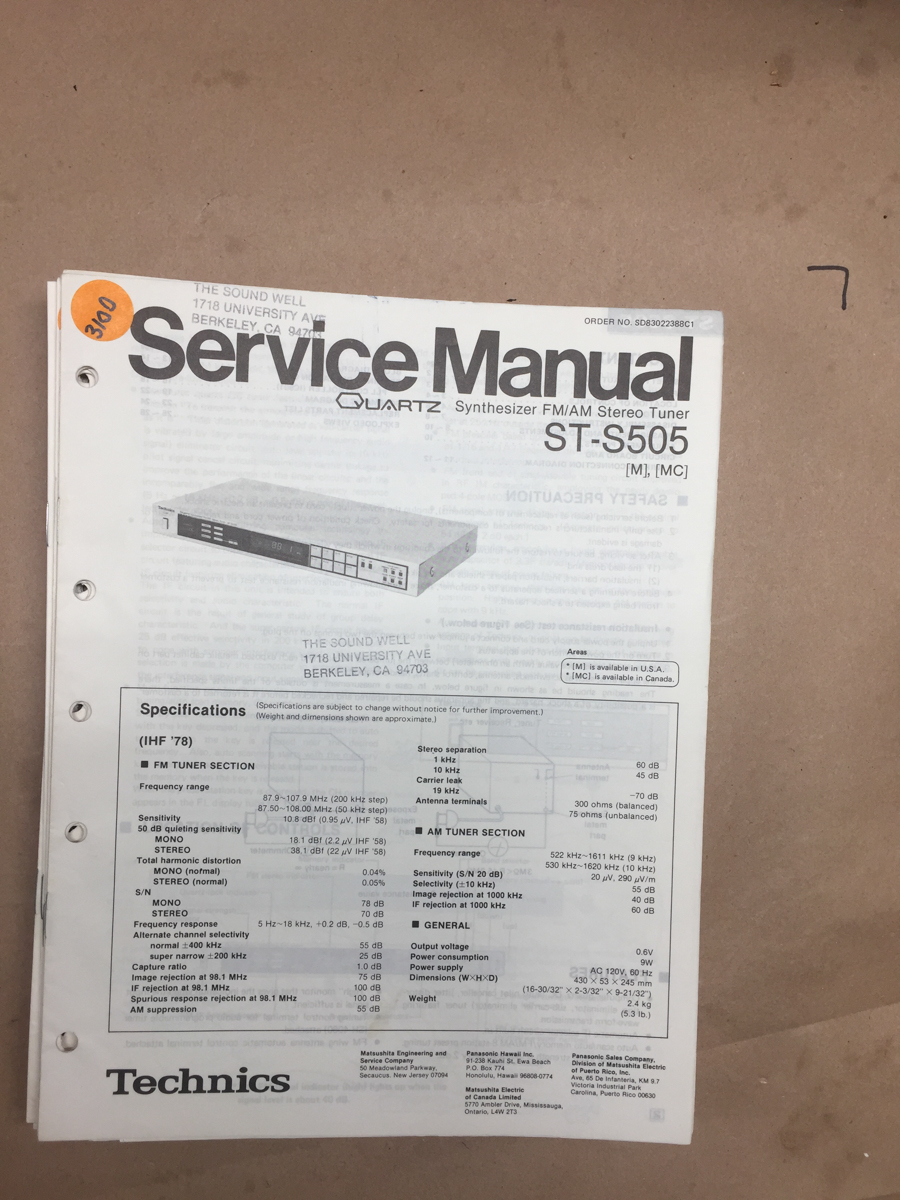 3100
THE SOUND WELL
1718 UNIVERSITY AVE
BERKELEY, CA 94703
ORDER NO. SD83022388C1
Service Manual
QUARTZ Synthesizer FM/AM Stereo Tuner
ST-S505
[M], [MC]
Technics
THE SOUND WELL
1718 UNIVERSITY AVE
BERKELEY, CA 94703
Areas
* [M] is available in U.S.A.
* [MC] is available in Canada.
Specifications (Specifications are subject to change without notice for further improvement.)
(Weight and dimensions shown are approximate.)
(IHF '78)
■ FM TUNER SECTION
Frequency range
87.9~107.9 MHz (200 kHz step)
87.50~108.00 MHz (50 kHz step)
Sensitivity 10.8 dBf (0.95 µV, IHF '58)
50 dB quieting sensitivity
MONO 18.1 dBf (2.2 µV IHF '58)
STEREO 38.1 dBf (22 µV IHF '58)
Total harmonic distortion
MONO (normal) 0.04%
STEREO (normal) 0.05%
S/N
MONO 78 dB
STEREO 70 dB
Frequency response 5 Hz~18 kHz, +0.2 dB, −0.5 dB
Alternate channel selectivity
normal ±400 kHz 55 dB
super narrow ±200 kHz 25 dB
Capture ratio 1.0 dB
Image rejection at 98.1 MHz 75 dB
IF rejection at 98.1 MHz 100 dB
Spurious response rejection at 98.1 MHz 100 dB
AM suppression 55 dB
Stereo separation
1 kHz 60 dB
10 kHz 45 dB
Carrier leak
19 kHz −70 dB
Antenna terminals 300 ohms (balanced)
75 ohms (unbalanced)
■ AM TUNER SECTION
Frequency range 522 kHz~1611 kHz (9 kHz)
530 kHz~1620 kHz (10 kHz)
Sensitivity (S/N 20 dB) 20 µV, 290 µV/m
Selectivity (±10 kHz) 55 dB
Image rejection at 1000 kHz 40 dB
IF rejection at 1000 kHz 60 dB
■ GENERAL
Output voltage 0.6V
Power consumption 9W
Power supply AC 120V, 60 Hz
Dimensions (W×H×D) 430 × 53 × 245 mm
(16-30/32" × 2-3/32" × 9-21/32")
Weight 2.4 kg
(5.3 lb.)
Technics
Matsushita Engineering and
Service Company
50 Meadowland Parkway,
Secaucus. New Jersey 07094
Panasonic Hawaii Inc.
91-238 Kauhi St, Ewa Beach
P.O. Box 774
Honolulu, Hawaii 96808-0774
Matsushita Electric
of Canada Limited
5770 Ambler Drive, Mississauga,
Ontario, L4W 2T3
Panasonic Sales Company,
Division of Matsushita Electric
of Puerto Rico, Inc.
Ave, 65 De Infanteria, KM 9.7
Victoria Industrial Park
Carolina, Puerto Rico 00630